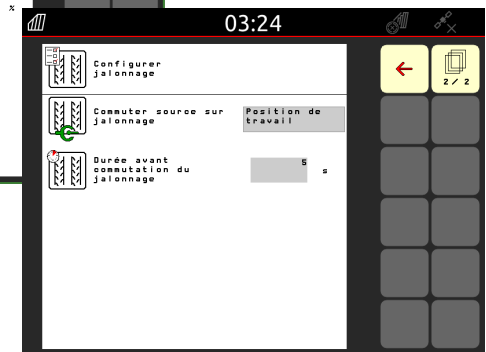 %
03:24
2 / 2
Configurer
jalonnage
Commuter source sur
jalonnage
Position de
travail
Durée avant
commutation du
jalonnage
5
s